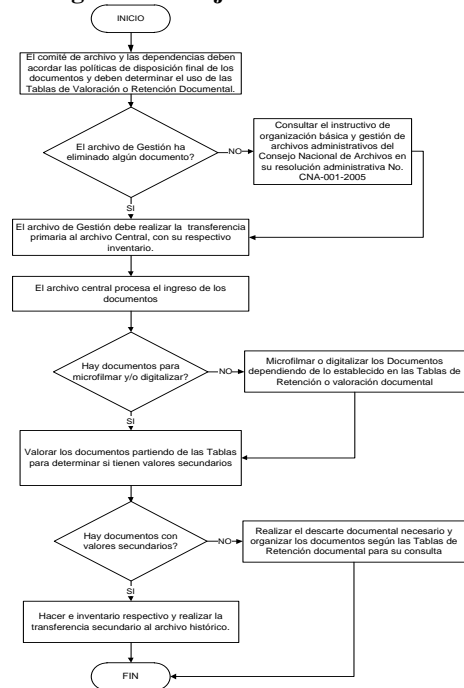 INICIO
El comité de archivo y las dependencias deben
acordar las políticas de disposición final de los
documentos y deben determinar el uso de las
Tablas de Valoración o Retención Documental.
El archivo de Gestión ha
eliminado algún documento?
NO
Consultar el instructivo de
organización básica y gestión de
archivos administrativos del
Consejo Nacional de Archivos en
su resolución administrativa No.
CNA-001-2005
SI
El archivo de Gestión debe realizar la transferencia
primaria al archivo Central, con su respectivo
inventario.
El archivo central procesa el ingreso de los
documentos
Hay documentos para
microfilmar y/o digitalizar?
NO
Microfilmar o digitalizar los Documentos
dependiendo de lo establecido en las Tablas de
Retención o valoración documental
SI
Valorar los documentos partiendo de las Tablas
para determinar si tienen valores secundarios
Hay documentos con
valores secundarios?
NO
Realizar el descarte documental necesario y
organizar los documentos según las Tablas de
Retención documental para su consulta
SI
Hacer e inventario respectivo y realizar la
transferencia secundario al archivo histórico.
FIN